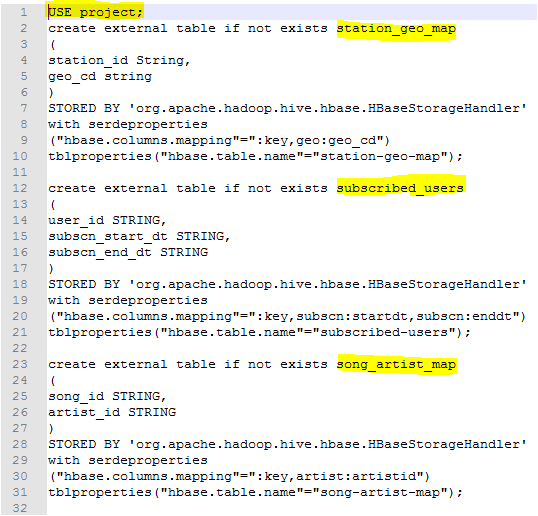 1 USE project;
2 create external table if not exists station_geo_map
3 (
4 station_id String,
5 geo_cd string
6 )
7 STORED BY 'org.apache.hadoop.hive.hbase.HBaseStorageHandler'
8 with serdeproperties
9 ("hbase.columns.mapping"=":key,geo:geo_cd")
10 tblproperties("hbase.table.name"="station-geo-map");
11
12 create external table if not exists subscribed_users
13 (
14 user_id STRING,
15 subscn_start_dt STRING,
16 subscn_end_dt STRING
17 )
18 STORED BY 'org.apache.hadoop.hive.hbase.HBaseStorageHandler'
19 with serdeproperties
20 ("hbase.columns.mapping"=":key,subscn:startdt,subscn:enddt")
21 tblproperties("hbase.table.name"="subscribed-users");
22
23 create external table if not exists song_artist_map
24 (
25 song_id STRING,
26 artist_id STRING
27 )
28 STORED BY 'org.apache.hadoop.hive.hbase.HBaseStorageHandler'
29 with serdeproperties
30 ("hbase.columns.mapping"=":key,artist:artistid")
31 tblproperties("hbase.table.name"="song-artist-map");
32